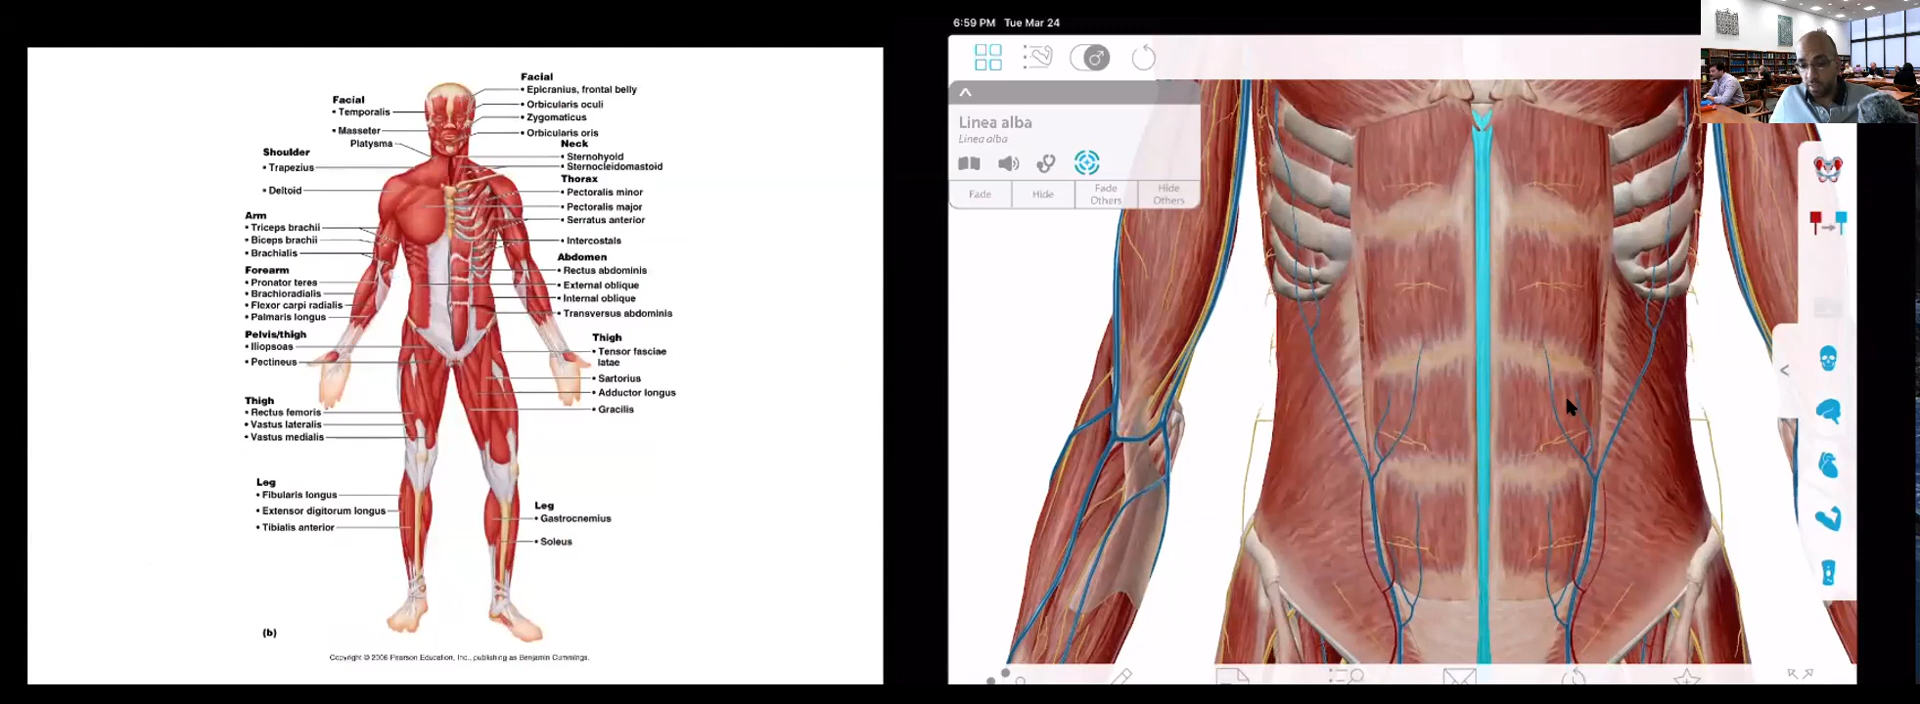 Facial
• Temporalis
• Masseter
Platysma
Shoulder
• Trapezius
• Deltoid
Arm
• Triceps brachii
• Biceps brachii
• Brachialis
Forearm
• Pronator teres
• Brachioradialis
• Flexor carpi radialis
• Palmaris longus
Pelvis/thigh
• Iliopsoas
• Pectineus
Thigh
• Rectus femoris
• Vastus lateralis
• Vastus medialis
Leg
• Fibularis longus
• Extensor digitorum longus
• Tibialis anterior
(b)
Facial
• Epicranius, frontal belly
• Orbicularis oculi
• Zygomaticus
• Orbicularis oris
Neck
• Sternohyoid
• Sternocleidomastoid
Thorax
• Pectoralis minor
• Pectoralis major
• Serratus anterior
• Intercostals
Abdomen
• Rectus abdominis
• External oblique
• Internal oblique
• Transversus abdominis
Thigh
• Tensor fasciae
latae
• Sartorius
• Adductor longus
• Gracilis
Leg
• Gastrocnemius
• Soleus
Copyright © 2006 Pearson Education, Inc., publishing as Benjamin Cummings.
6:59 PM Tue Mar 24
Linea alba
Linea alba
Fade
Hide
Fade
Others
Hide
Others